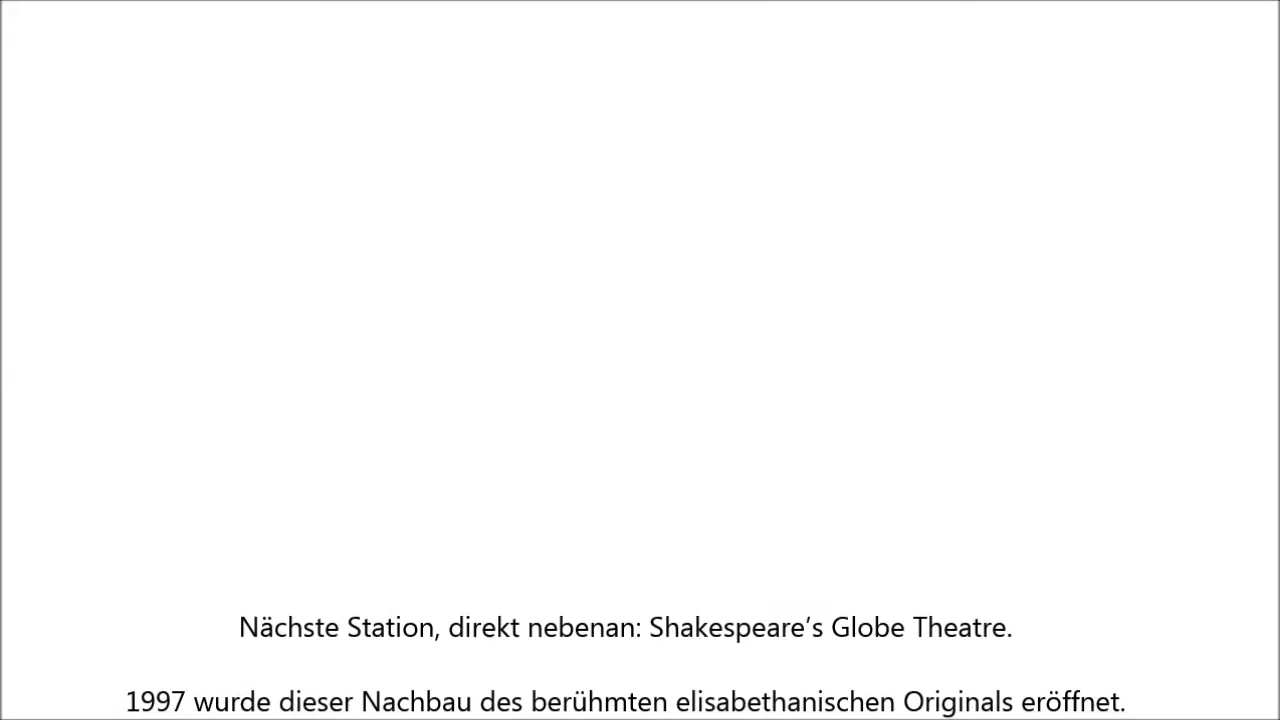 Nächste Station, direkt nebenan: Shakespeare’s Globe Theatre.
1997 wurde dieser Nachbau des berühmten elisabethanischen Originals eröffnet.